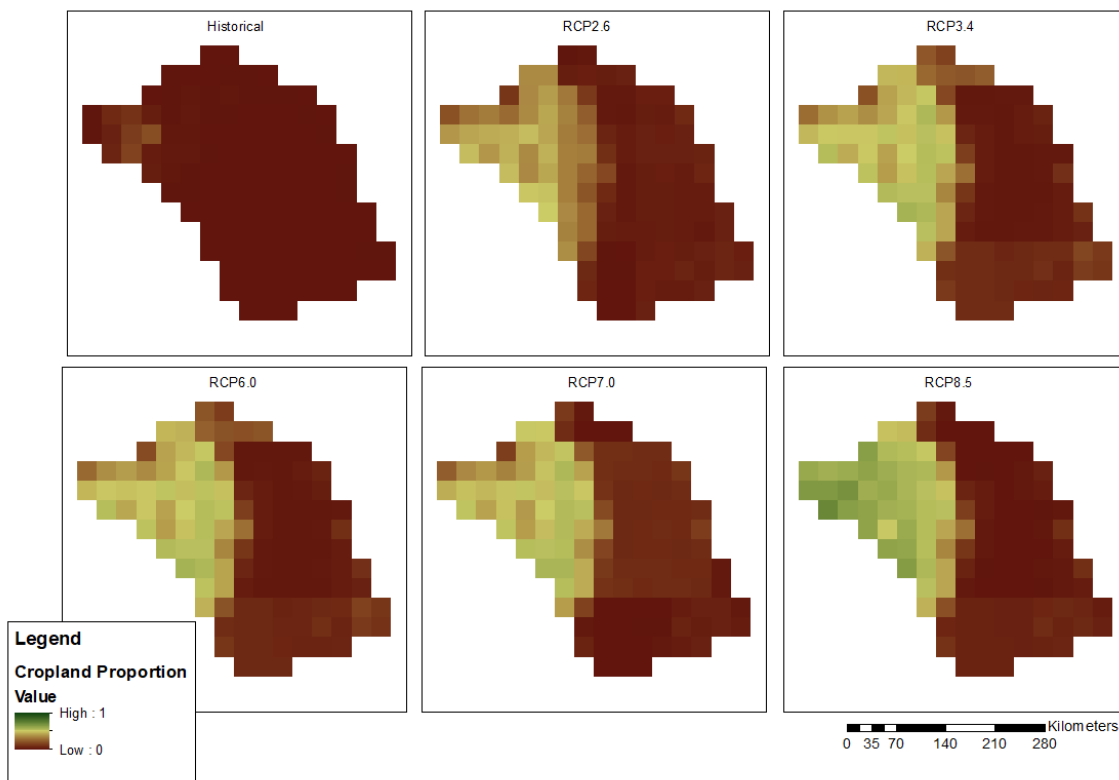 Historical
RCP2.6
RCP3.4
RCP6.0
RCP7.0
RCP8.5
Legend
Cropland Proportion
Value
High : 1
Low : 0
Kilometers
0 35 70 140 210 280